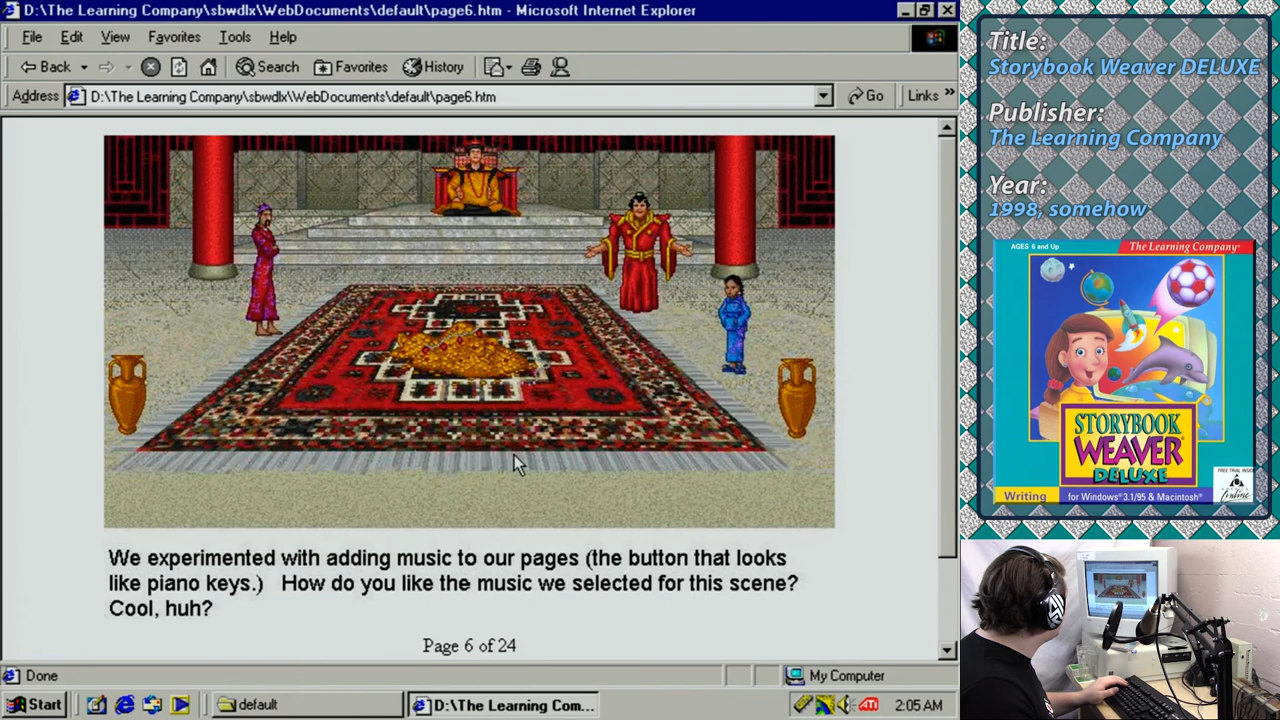 D:\The Learning Company\sbwdlx\WebDocuments\default\page6.htm - Microsoft Internet Explorer
File Edit View Favorites Tools Help
Back Search Favorites History
Address D:\The Learning Company\sbwdlx\WebDocuments\default\page6.htm Go Links »
We experimented with adding music to our pages (the button that looks
like piano keys.) How do you like the music we selected for this scene?
Cool, huh?
Page 6 of 24
Done My Computer
Start default D:\The Learning Com... ATI 2:05 AM
Title:
Storybook Weaver DELUXE
Publisher:
The Learning Company
Year:
1998, somehow
AGES 6 and Up The Learning Company®
STORYBOOK
WEAVER®
DELUXE
FREE TRIAL INSIDE
Writing for Windows® 3.1/95 & Macintosh®